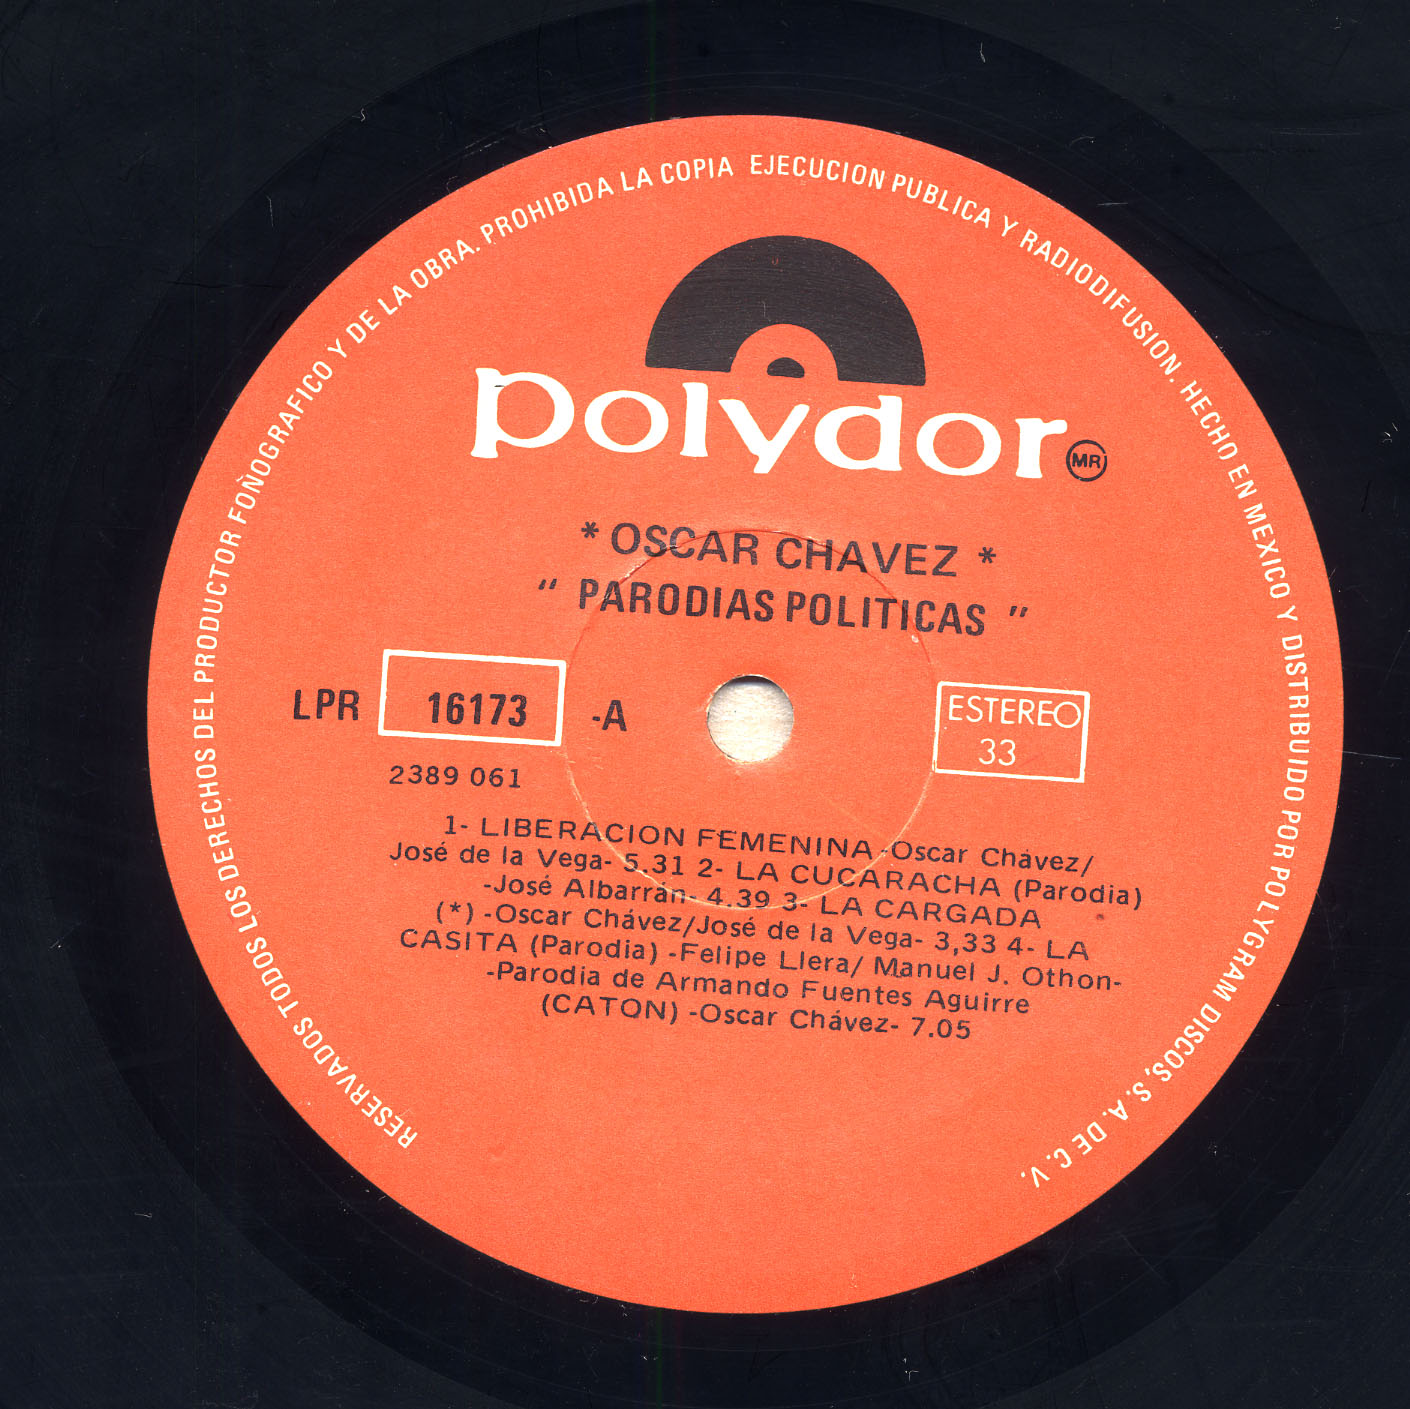 RESERVADOS TODOS LOS DERECHOS DEL PRODUCTOR FOÑOGRAFICO Y DE LA OBRA. PROHIBIDA LA COPIA EJECUCION PUBLICA Y RADIODIFUSION. HECHO EN MEXICO Y DISTRIBUIDO POR POLYGRAM DISCOS, S. A. DE C. V.
polydor MR
* OSCAR CHAVEZ *
" PARODIAS POLITICAS "
LPR 16173 -A
ESTEREO
33
2389 061
1- LIBERACION FEMENINA -Oscar Chávez/
José de la Vega- 5.31 2- LA CUCARACHA (Parodia)
-José Albarrán- 4.39 3- LA CARGADA
(*) -Oscar Chávez/José de la Vega- 3,33 4- LA
CASITA (Parodia) -Felipe Llera/ Manuel J. Othon-
-Parodia de Armando Fuentes Aguirre
(CATON) -Oscar Chávez- 7.05